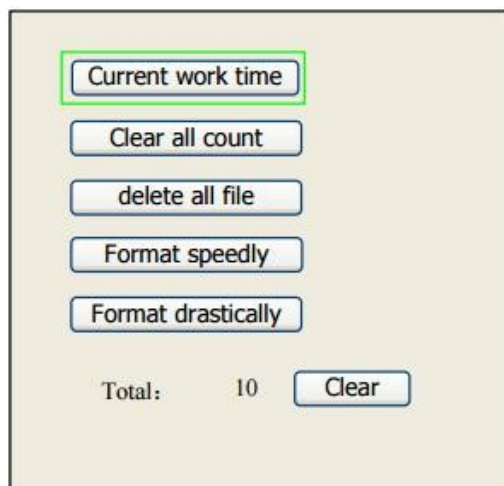 Current work time
Clear all count
delete all file
Format speedly
Format drastically
Total： 10 Clear